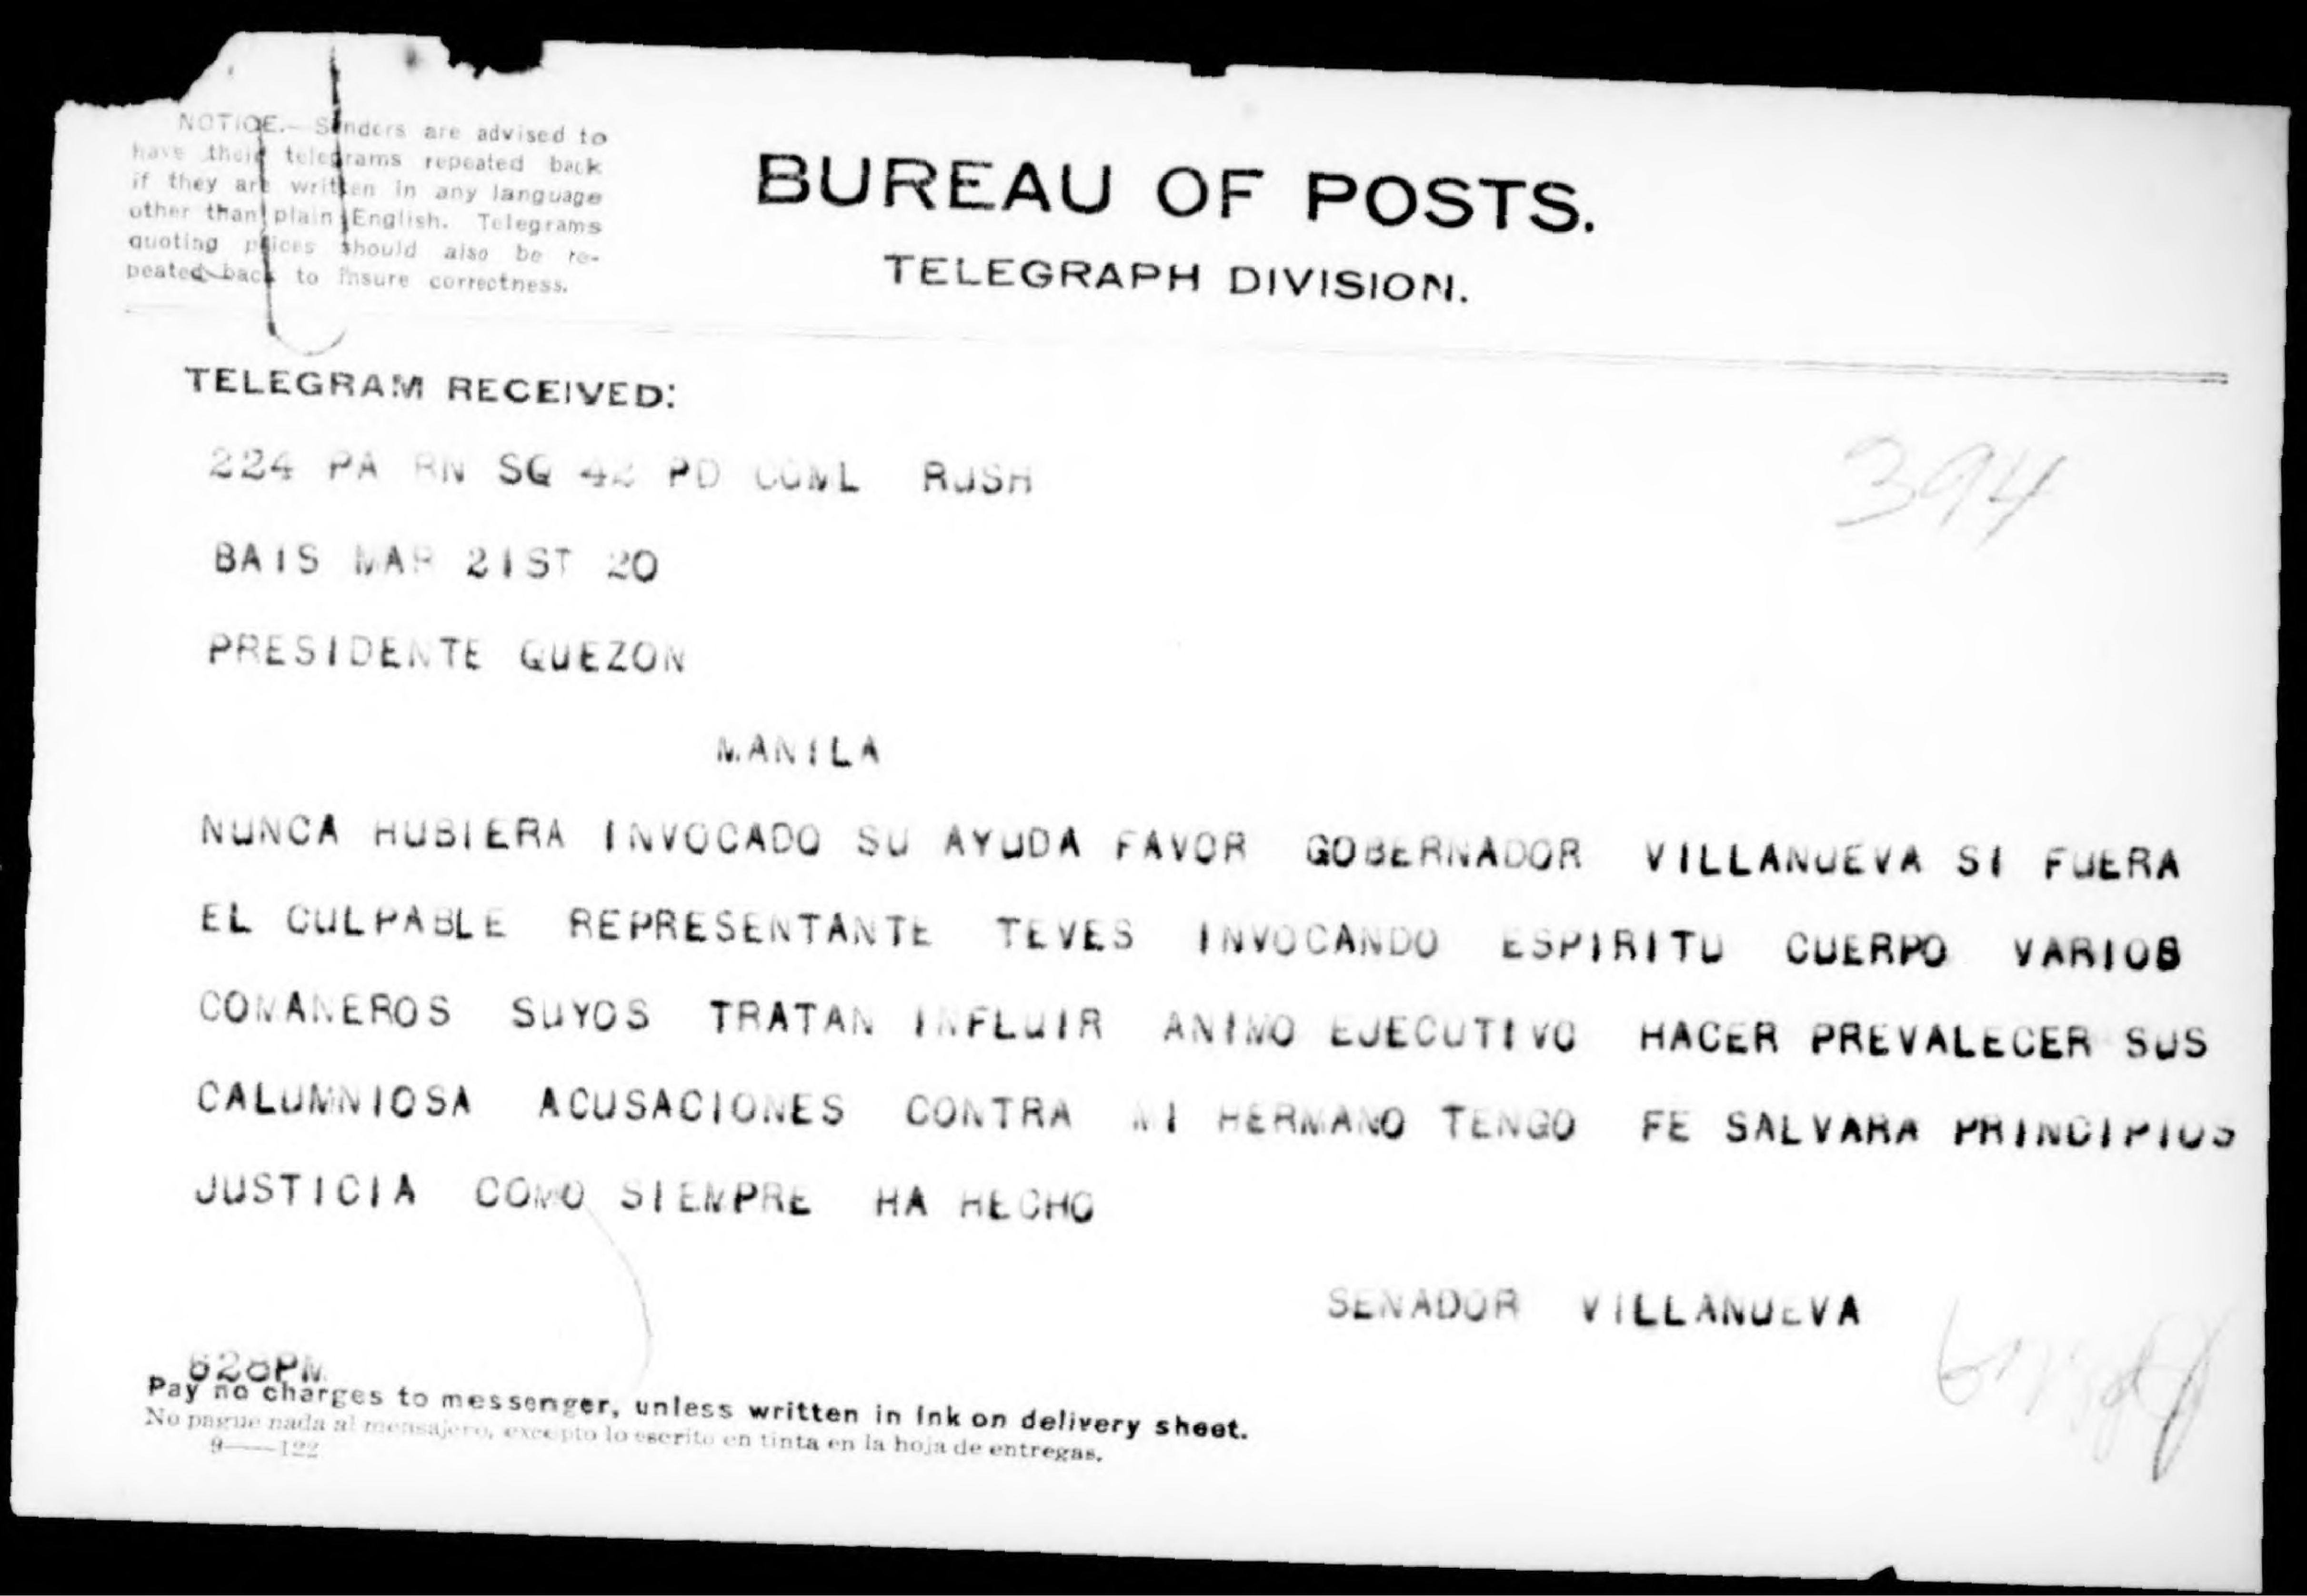 NOTICE.—Senders are advised to
have their telegrams repeated back
if they are written in any language
other than plain English. Telegrams
quoting prices should also be re-
peated back to insure correctness.
BUREAU OF POSTS.
TELEGRAPH DIVISION.
TELEGRAM RECEIVED:
224 PA RN SQ 42 PD COML RUSH
394
BAIS MAR 21ST 20
PRESIDENTE QUEZON
MANILA
NUNCA HUBIERA INVOCADO SU AYUDA FAVOR GOBERNADOR VILLANUEVA SI FUERA
EL CULPABLE REPRESENTANTE TEVES INVOCANDO ESPIRITU CUERPO VARIOS
COMANEROS SUYOS TRATAN INFLUIR ANIMO EJECUTIVO HACER PREVALECER SUS
CALUMNIOSA ACUSACIONES CONTRA MI HERMANO TENGO FE SALVARA PRINCIPIOS
JUSTICIA COMO SIEMPRE HA HECHO
SENADOR VILLANUEVA
628PM
Pay no charges to messenger, unless written in ink on delivery sheet.
No pague nada al mensajero, excepto lo escrito en tinta en la hoja de entregas.
9——122